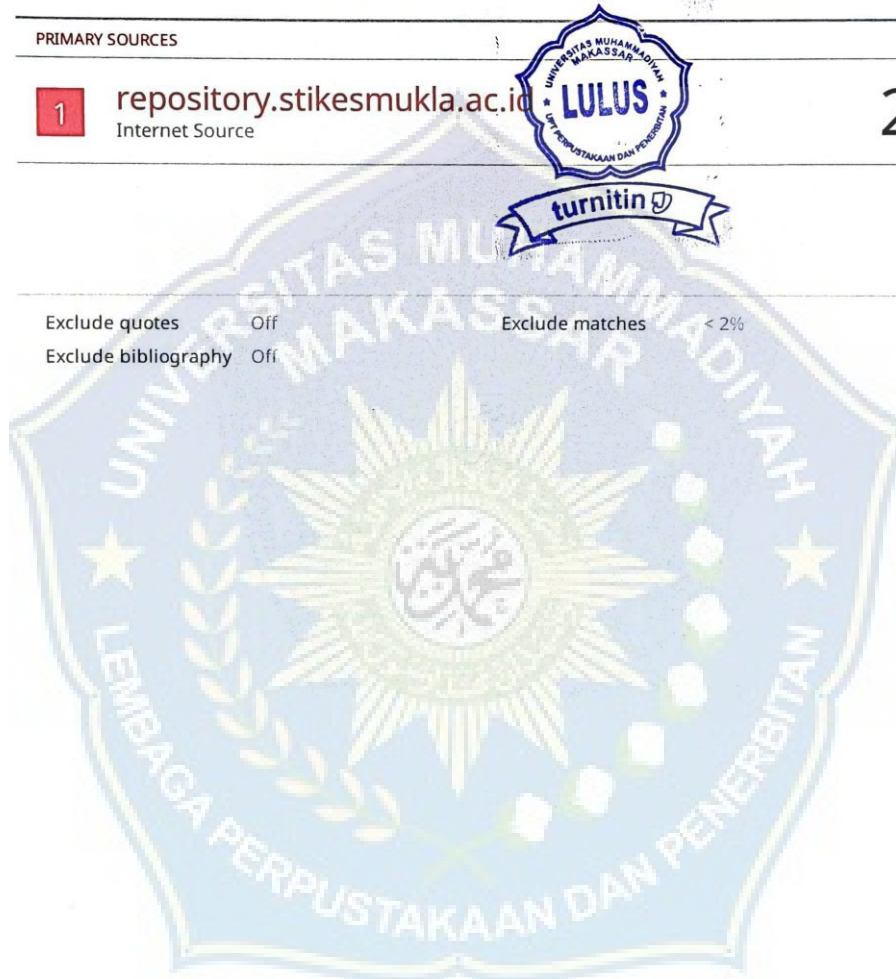 PRIMARY SOURCES
1 repository.stikesmukla.ac.id 2
Internet Source
UNIVERSITAS MUHAMMADIYAH
MAKASSAR
LULUS
UPT PERPUSTAKAAN DAN PENERBITAN
turnitin
Exclude quotes Off Exclude matches < 2%
Exclude bibliography Off
UNIVERSITAS MUHAMMADIYAH
MAKASSAR
LEMBAGA PERPUSTAKAAN DAN PENERBITAN